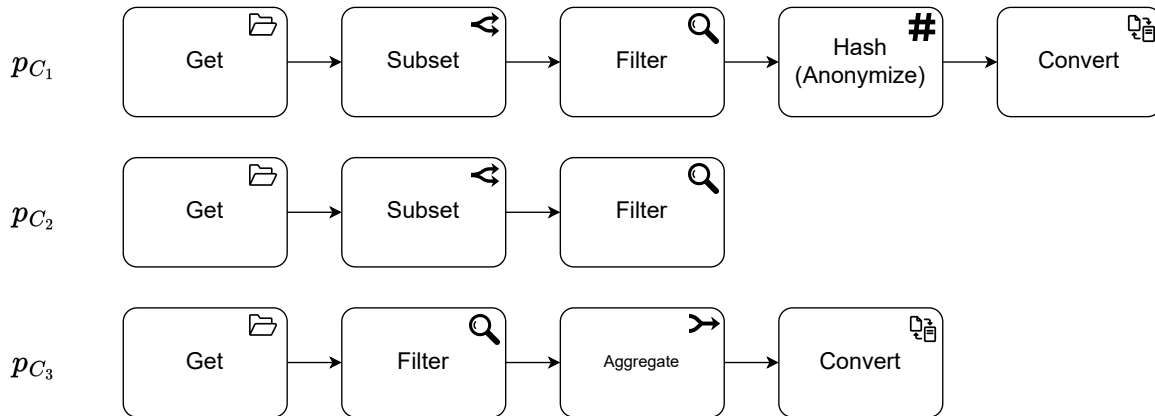 p_{C_1} Get Subset Filter Hash (Anonymize) Convert
p_{C_2} Get Subset Filter
p_{C_3} Get Filter Aggregate Convert